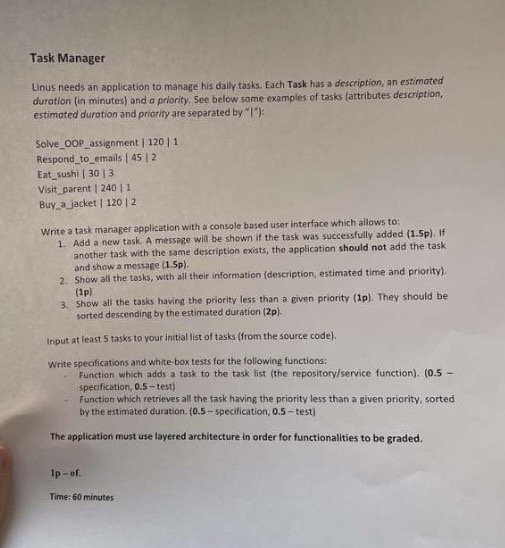 Task Manager
Linus needs an application to manage his daily tasks. Each Task has a description, an estimated
duration (in minutes) and a priority. See below some examples of tasks (attributes description,
estimated duration and priority are separated by "|"):
Solve_OOP_assignment | 120 | 1
Respond_to_emails | 45 | 2
Eat_sushi | 30 | 3
Visit_parent | 240 | 1
Buy_a_jacket | 120 | 2
Write a task manager application with a console based user interface which allows to:
1. Add a new task. A message will be shown if the task was successfully added (1.5p). If
another task with the same description exists, the application should not add the task
and show a message (1.5p).
2. Show all the tasks, with all their information (description, estimated time and priority).
(1p)
3. Show all the tasks having the priority less than a given priority (1p). They should be
sorted descending by the estimated duration (2p).
Input at least 5 tasks to your initial list of tasks (from the source code).
Write specifications and white-box tests for the following functions:
- Function which adds a task to the task list (the repository/service function). (0.5 –
specification, 0.5 – test)
- Function which retrieves all the task having the priority less than a given priority, sorted
by the estimated duration. (0.5 – specification, 0.5 – test)
The application must use layered architecture in order for functionalities to be graded.
1p – of.
Time: 60 minutes